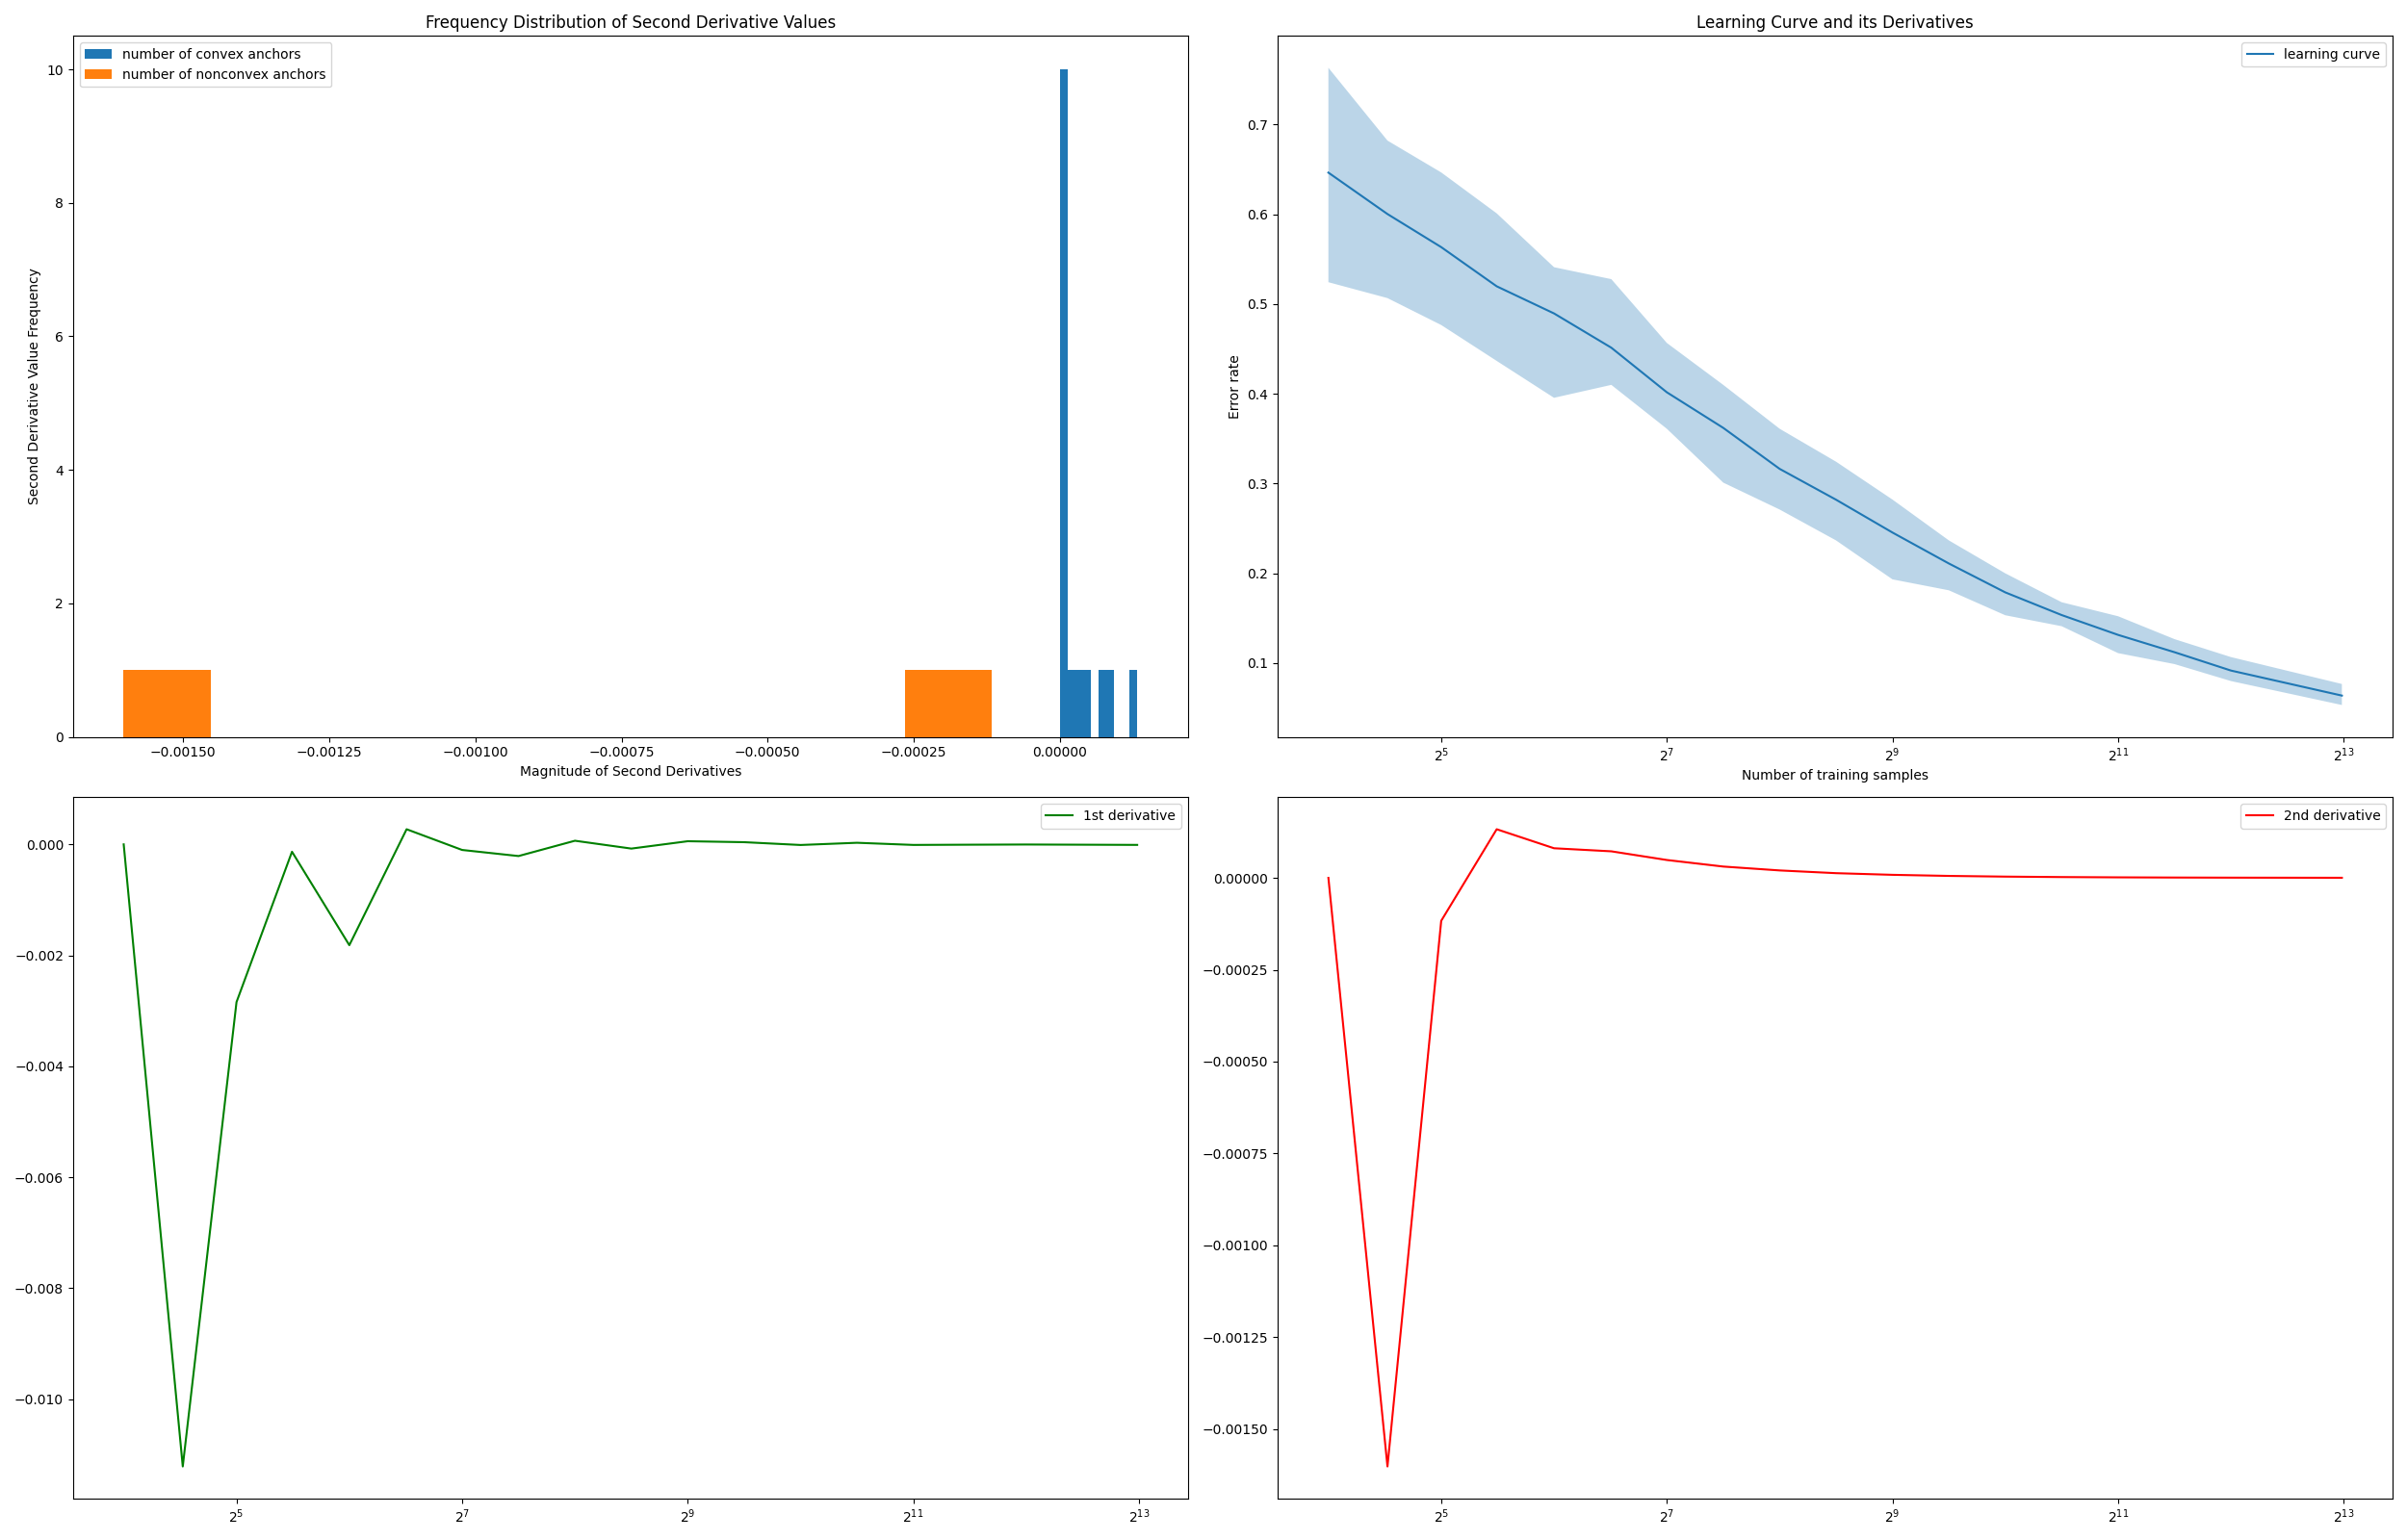 Frequency Distribution of Second Derivative Values
number of convex anchors
number of nonconvex anchors
10
8
6
4
2
0
Second Derivative Value Frequency
−0.00150 −0.00125 −0.00100 −0.00075 −0.00050 −0.00025 0.00000
Magnitude of Second Derivatives
Learning Curve and its Derivatives
learning curve
0.7
0.6
0.5
0.4
0.3
0.2
0.1
Error rate
2^5 2^7 2^9 2^11 2^13
Number of training samples
1st derivative
0.000
−0.002
−0.004
−0.006
−0.008
−0.010
2^5 2^7 2^9 2^11 2^13
2nd derivative
0.00000
−0.00025
−0.00050
−0.00075
−0.00100
−0.00125
−0.00150
2^5 2^7 2^9 2^11 2^13